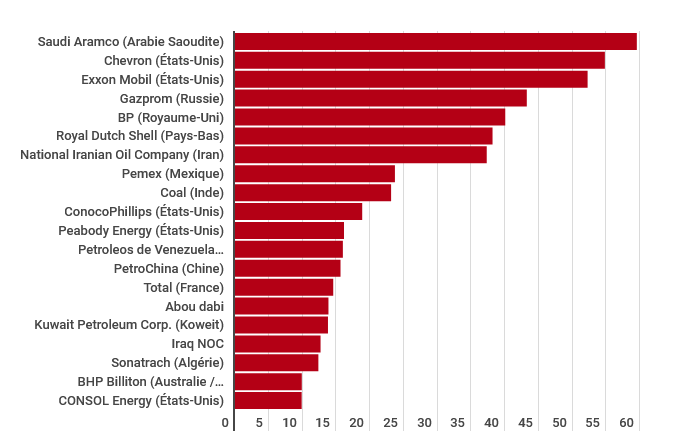 Saudi Aramco (Arabie Saoudite)
Chevron (États-Unis)
Exxon Mobil (États-Unis)
Gazprom (Russie)
BP (Royaume-Uni)
Royal Dutch Shell (Pays-Bas)
National Iranian Oil Company (Iran)
Pemex (Mexique)
Coal (Inde)
ConocoPhillips (États-Unis)
Peabody Energy (États-Unis)
Petroleos de Venezuela…
PetroChina (Chine)
Total (France)
Abou dabi
Kuwait Petroleum Corp. (Koweit)
Iraq NOC
Sonatrach (Algérie)
BHP Billiton (Australie /…
CONSOL Energy (États-Unis)
0 5 10 15 20 25 30 35 40 45 50 55 60